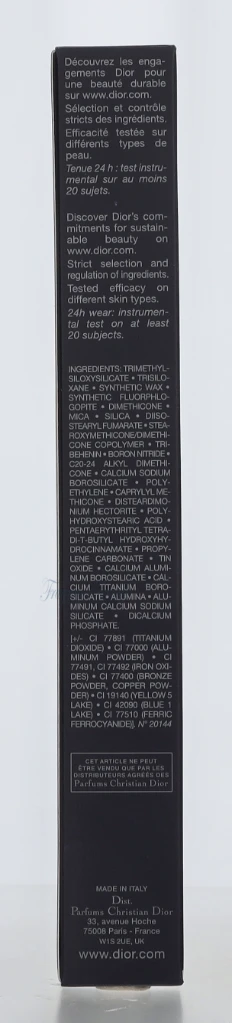 Découvrez les enga-
gements Dior pour
une beauté durable
sur www.dior.com.
Sélection et contrôle
stricts des ingrédients.
Efficacité testée sur
différents types de
peau.
Tenue 24 h : test instru-
mental sur au moins
20 sujets.
Discover Dior's com-
mitments for sustain-
able beauty on
www.dior.com.
Strict selection and
regulation of ingredients.
Tested efficacy on
different skin types.
24h wear: instrumen-
tal test on at least
20 subjects.
INGREDIENTS: TRIMETHYL-
SILOXYSILICATE • TRISILO-
XANE • SYNTHETIC WAX •
SYNTHETIC FLUORPHLO-
GOPITE • DIMETHICONE •
MICA • SILICA • DIISO-
STEARYL FUMARATE • STEA-
ROXYMETHICONE/DIMETHI-
CONE COPOLYMER • TRI-
BEHENIN • BORON NITRIDE •
C20-24 ALKYL DIMETHI-
CONE • CALCIUM SODIUM
BOROSILICATE • POLY-
ETHYLENE • CAPRYLYL ME-
THICONE • DISTEARDIMO-
NIUM HECTORITE • POLY-
HYDROXYSTEARIC ACID •
PENTAERYTHRITYL TETRA-
DI-T-BUTYL HYDROXYHY-
DROCINNAMATE • PROPY-
LENE CARBONATE • TIN
OXIDE • CALCIUM ALUMI-
NUM BOROSILICATE • CAL-
CIUM TITANIUM BORO-
SILICATE • ALUMINA • ALU-
MINUM CALCIUM SODIUM
SILICATE • DICALCIUM
PHOSPHATE.
[+/- CI 77891 (TITANIUM
DIOXIDE) • CI 77000 (ALU-
MINUM POWDER) • CI
77491, CI 77492 (IRON OXI-
DES) • CI 77400 (BRONZE
POWDER, COPPER POW-
DER) • CI 19140 (YELLOW 5
LAKE) • CI 42090 (BLUE 1
LAKE) • CI 77510 (FERRIC
FERROCYANIDE)]. N° 20144
CET ARTICLE NE PEUT
ÊTRE VENDU QUE PAR LES
DISTRIBUTEURS AGRÉÉS DES
Parfums Christian Dior
MADE IN ITALY
Dist.
Parfums Christian Dior
33, avenue Hoche
75008 Paris - France
W1S 2UE, UK
www.dior.com